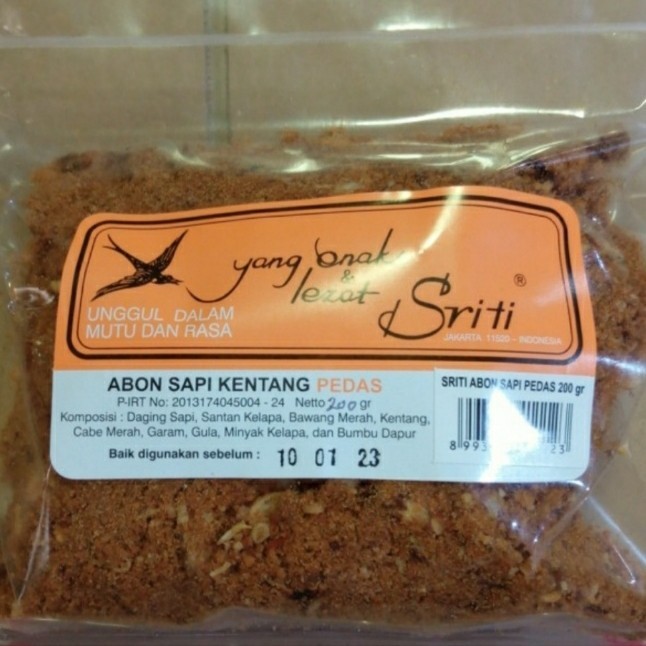 yang enak
&
lezat
Sriti ®
UNGGUL DALAM
MUTU DAN RASA
JAKARTA 11520 - INDONESIA
ABON SAPI KENTANG PEDAS
P-IRT No: 2013174045004 - 24 Netto 200 gr
Komposisi : Daging Sapi, Santan Kelapa, Bawang Merah, Kentang,
Cabe Merah, Garam, Gula, Minyak Kelapa, dan Bumbu Dapur
Baik digunakan sebelum : 10 01 23
SRITI ABON SAPI PEDAS 200 gr